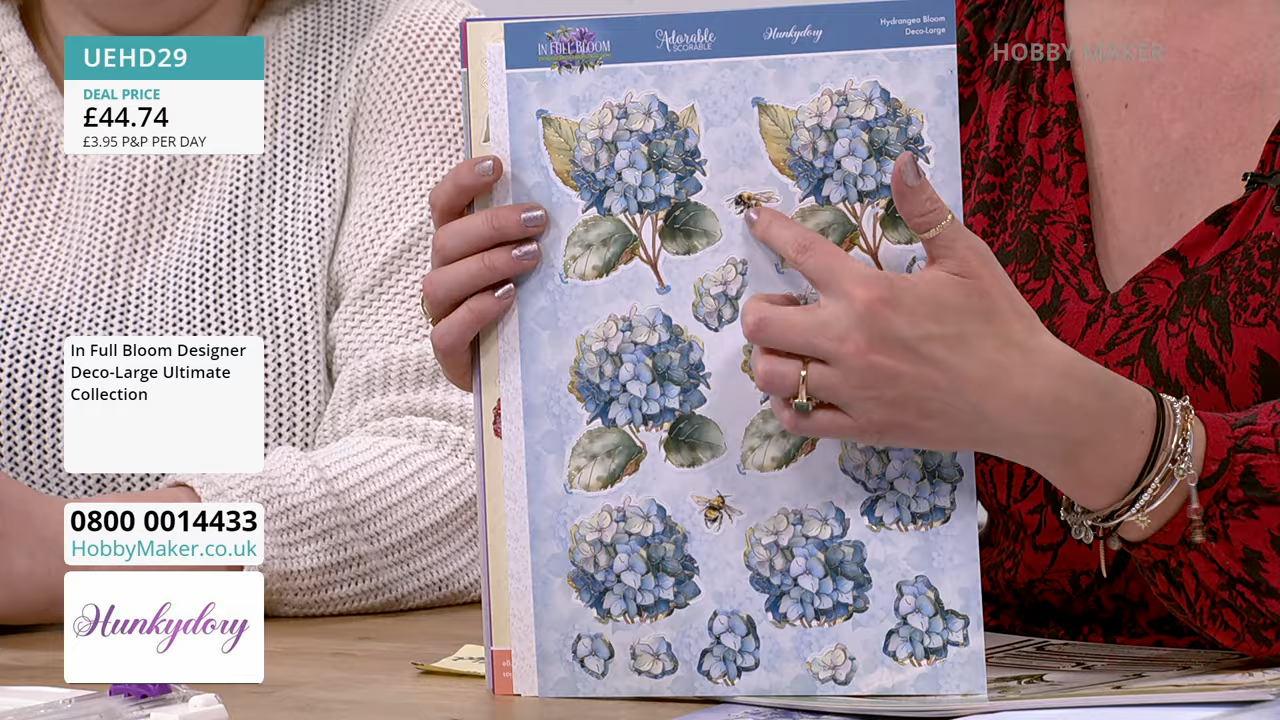 UEHD29
DEAL PRICE
£44.74
£3.95 P&P PER DAY
In Full Bloom Designer
Deco-Large Ultimate
Collection
0800 0014433
HobbyMaker.co.uk
Hunkydory
IN FULL BLOOM
Adorable
SCORABLE
Hunkydory
Hydrangea Bloom
Deco-Large
HOBBY MAKER